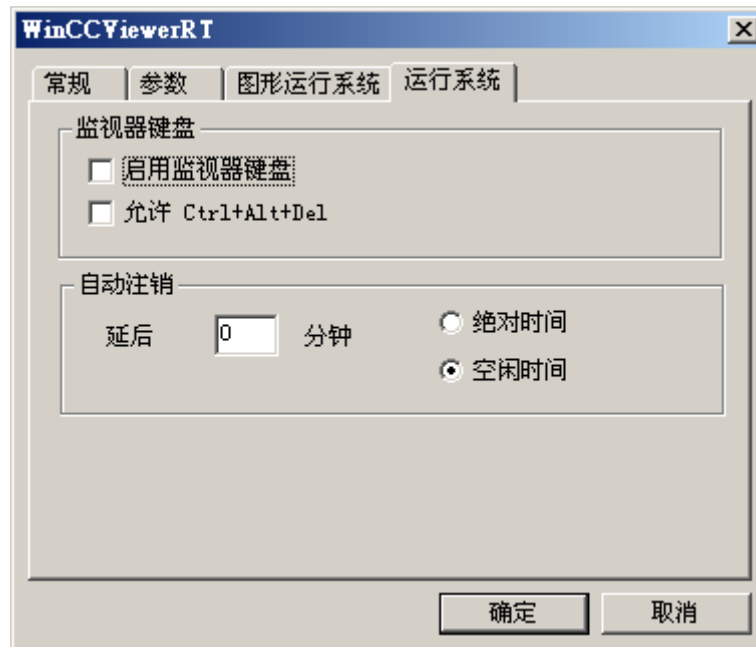 WinCCViewerRT
常规 参数 图形运行系统 运行系统
监视器键盘
启用监视器键盘
允许 Ctrl+Alt+Del
自动注销
延后 0 分钟 绝对时间
空闲时间
确定 取消